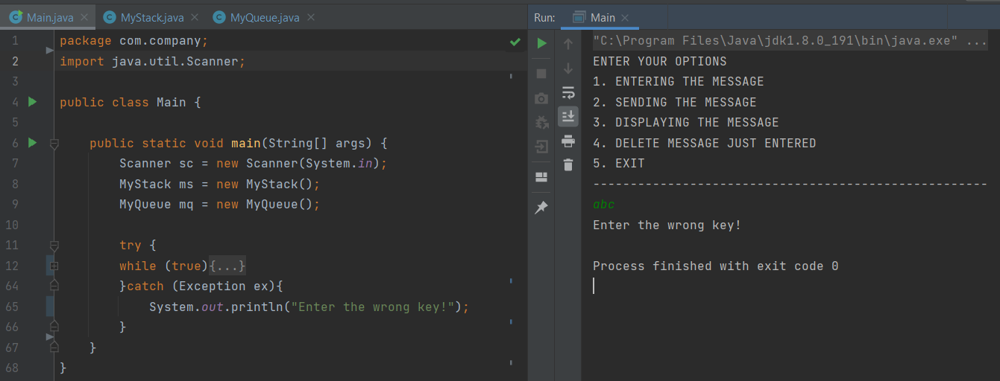 Main.java
MyStack.java
MyQueue.java
1 package com.company;
2 import java.util.Scanner;
3
4 public class Main {
5
6 public static void main(String[] args) {
7 Scanner sc = new Scanner(System.in);
8 MyStack ms = new MyStack();
9 MyQueue mq = new MyQueue();
10
11 try {
12 while (true){...}
64 }catch (Exception ex){
65 System.out.println("Enter the wrong key!");
66 }
67 }
68 }
Run: Main
"C:\Program Files\Java\jdk1.8.0_191\bin\java.exe" ...
ENTER YOUR OPTIONS
1. ENTERING THE MESSAGE
2. SENDING THE MESSAGE
3. DISPLAYING THE MESSAGE
4. DELETE MESSAGE JUST ENTERED
5. EXIT
-----------------------------------------------------
abc
Enter the wrong key!
Process finished with exit code 0